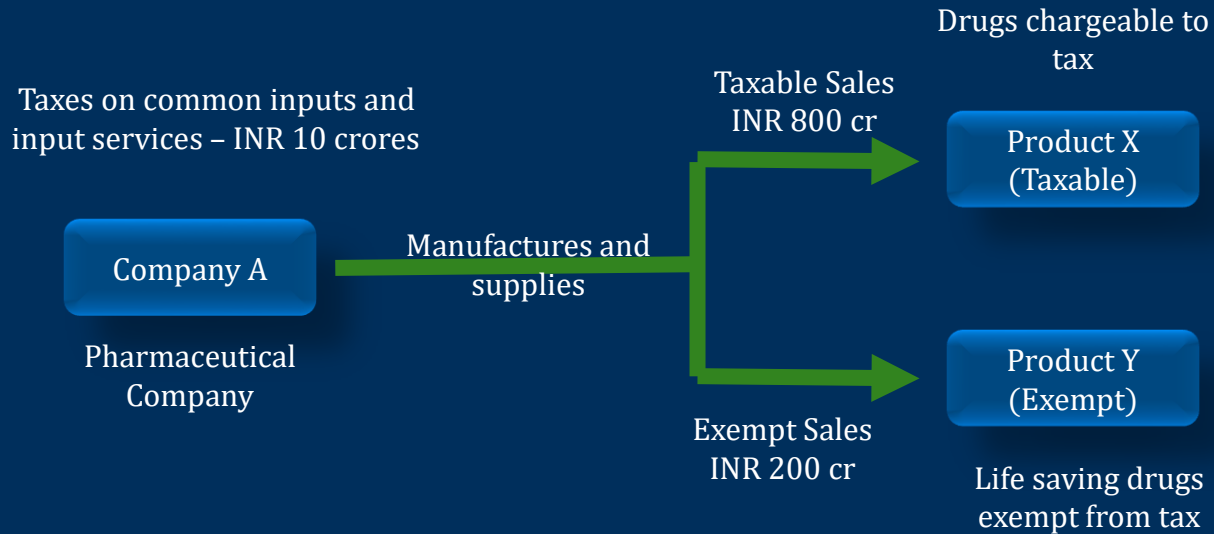 Taxes on common inputs and
input services – INR 10 crores
Company A
Pharmaceutical
Company
Manufactures and
supplies
Taxable Sales
INR 800 cr
Exempt Sales
INR 200 cr
Drugs chargeable to
tax
Product X
(Taxable)
Product Y
(Exempt)
Life saving drugs
exempt from tax